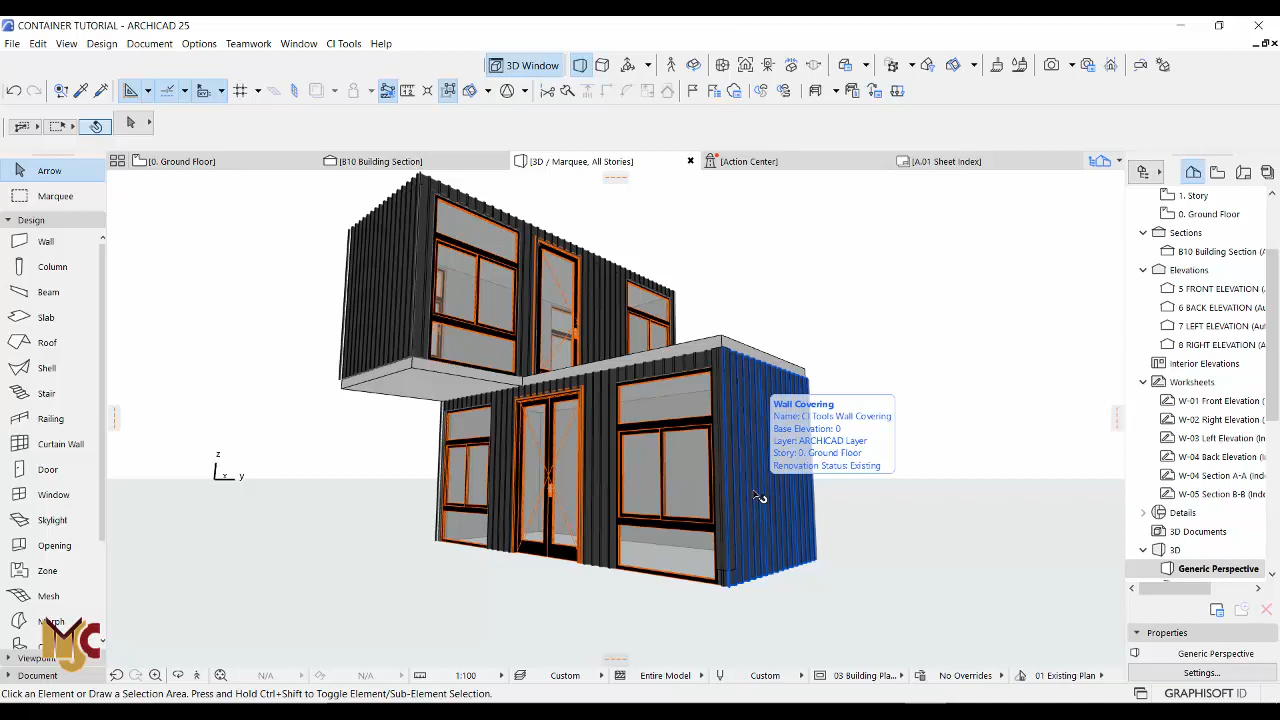 CONTAINER TUTORIAL - ARCHICAD 25
File Edit View Design Document Options Teamwork Window CI Tools Help
3D Window
[0. Ground Floor]
[B10 Building Section]
[3D / Marquee, All Stories]
[Action Center]
[A.01 Sheet Index]
Arrow
Marquee
Design
Wall
Column
Beam
Slab
Roof
Shell
Stair
Railing
Curtain Wall
Door
Window
Skylight
Opening
Zone
Mesh
Morph
MJC
Viewpoint
Document
z
x y
Wall Covering
Name: CI Tools Wall Covering
Base Elevation: 0
Layer: ARCHICAD Layer
Story: 0. Ground Floor
Renovation Status: Existing
1. Story
0. Ground Floor
Sections
B10 Building Section (A
Elevations
5 FRONT ELEVATION (A
6 BACK ELEVATION (A
7 LEFT ELEVATION (A
8 RIGHT ELEVATION (A
Interior Elevations
Worksheets
W-01 Front Elevation (
W-02 Right Elevation (
W-03 Left Elevation (
W-04 Back Elevation (
W-04 Section A-A (Ind
W-05 Section B-B (Ind
Details
3D Documents
3D
Generic Perspective
Properties
Generic Perspective
Settings...
N/A
N/A
1:100
Custom
Entire Model
Custom
03 Building Pla...
No Overrides
01 Existing Plan
Click an Element or Draw a Selection Area. Press and Hold Ctrl+Shift to Toggle Element/Sub-Element Selection.
GRAPHISOFT ID